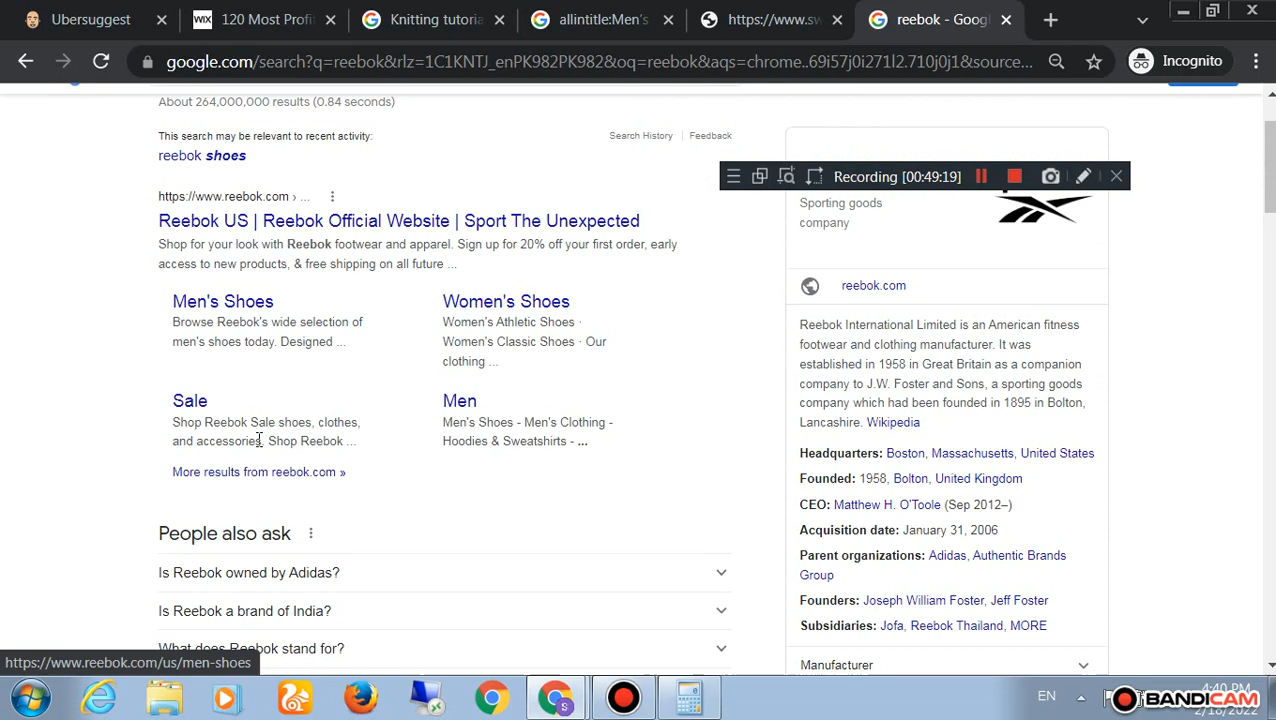 Ubersuggest
120 Most Profi
Knitting tutoria
allintitle:Men's
https://www.sw
reebok - Goog
google.com/search?q=reebok&rlz=1C1KNTJ_enPK982PK982&oq=reebok&aqs=chrome..69i57j0i271l2.710j0j1&source...
Incognito
About 264,000,000 results (0.84 seconds)
This search may be relevant to recent activity:
Search History
Feedback
reebok shoes
Recording [00:49:19]
https://www.reebok.com › ...
Reebok US | Reebok Official Website | Sport The Unexpected
Shop for your look with Reebok footwear and apparel. Sign up for 20% off your first order, early
access to new products, & free shipping on all future ...
Men's Shoes
Browse Reebok's wide selection of
men's shoes today. Designed ...
Women's Shoes
Women's Athletic Shoes ·
Women's Classic Shoes · Our
clothing ...
Sale
Shop Reebok Sale shoes, clothes,
and accessories. Shop Reebok ...
Men
Men's Shoes - Men's Clothing -
Hoodies & Sweatshirts - ...
More results from reebok.com »
People also ask
Is Reebok owned by Adidas?
Is Reebok a brand of India?
What does Reebok stand for?
Sporting goods
company
reebok.com
Reebok International Limited is an American fitness
footwear and clothing manufacturer. It was
established in 1958 in Great Britain as a companion
company to J.W. Foster and Sons, a sporting goods
company which had been founded in 1895 in Bolton,
Lancashire. Wikipedia
Headquarters: Boston, Massachusetts, United States
Founded: 1958, Bolton, United Kingdom
CEO: Matthew H. O'Toole (Sep 2012–)
Acquisition date: January 31, 2006
Parent organizations: Adidas, Authentic Brands
Group
Founders: Joseph William Foster, Jeff Foster
Subsidiaries: Jofa, Reebok Thailand, MORE
Manufacturer
https://www.reebok.com/us/men-shoes
WIX
EN
4:40 PM
2/18/2022
BANDICAM